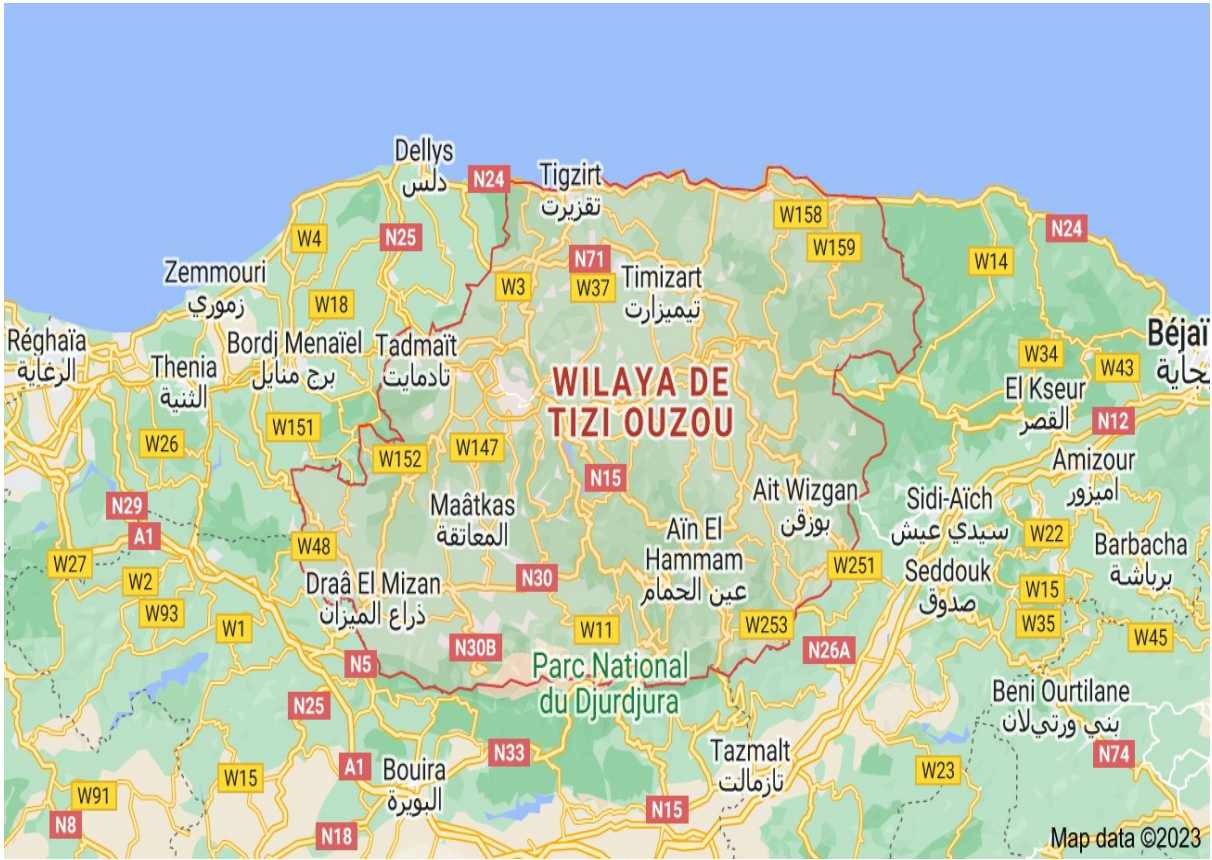 Dellys
دلس
N24
Tigzirt
تقزيرت
W158
W4
N25
W159
N24
Zemmouri
زموري
N71
Timizart
تيميزارت
W14
W3
W37
W18
Réghaïa
الرغاية
Thenia
الثنية
Bordj Menaïel
برج منايل
Tadmaït
تادمايت
Béjaï
بجاية
W34
W43
WILAYA DE
TIZI OUZOU
El Kseur
القصر
W151
N12
W26
W152
W147
N15
Amizour
اميزور
Ait Wizgan
بوزقن
Sidi-Aïch
سيدي عيش
N29
A1
Maâtkas
المعاتقة
Aïn El
Hammam
عين الحمام
W22
Barbacha
برباشة
W27
W48
W251
Seddouk
صدوق
W2
N30
W15
Draâ El Mizan
ذراع الميزان
W93
W1
W11
W253
W35
W45
N30B
N5
N26A
Parc National
du Djurdjura
N25
Beni Ourtilane
بني ورتيلان
N33
Tazmalt
تازمالت
N74
A1
Bouira
البويرة
W15
W23
W91
N8
N18
N15
Map data ©2023